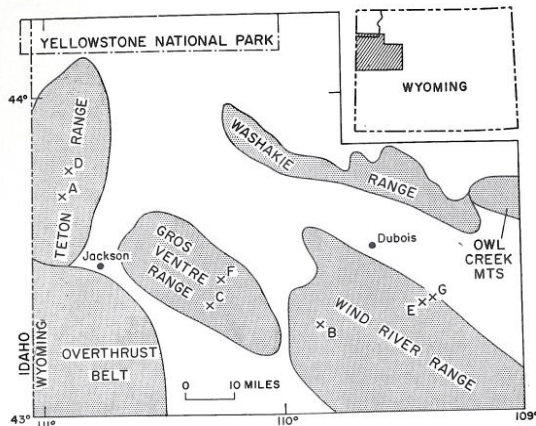 YELLOWSTONE NATIONAL PARK
WYOMING
44°
TETON RANGE
D
A
WASHAKIE RANGE
OWL CREEK MTS
Jackson
GROS VENTRE RANGE
F
C
Dubois
G
E
B
WIND RIVER RANGE
IDAHO
WYOMING
OVERTHRUST BELT
0 10 MILES
43°
111°
110°
109°